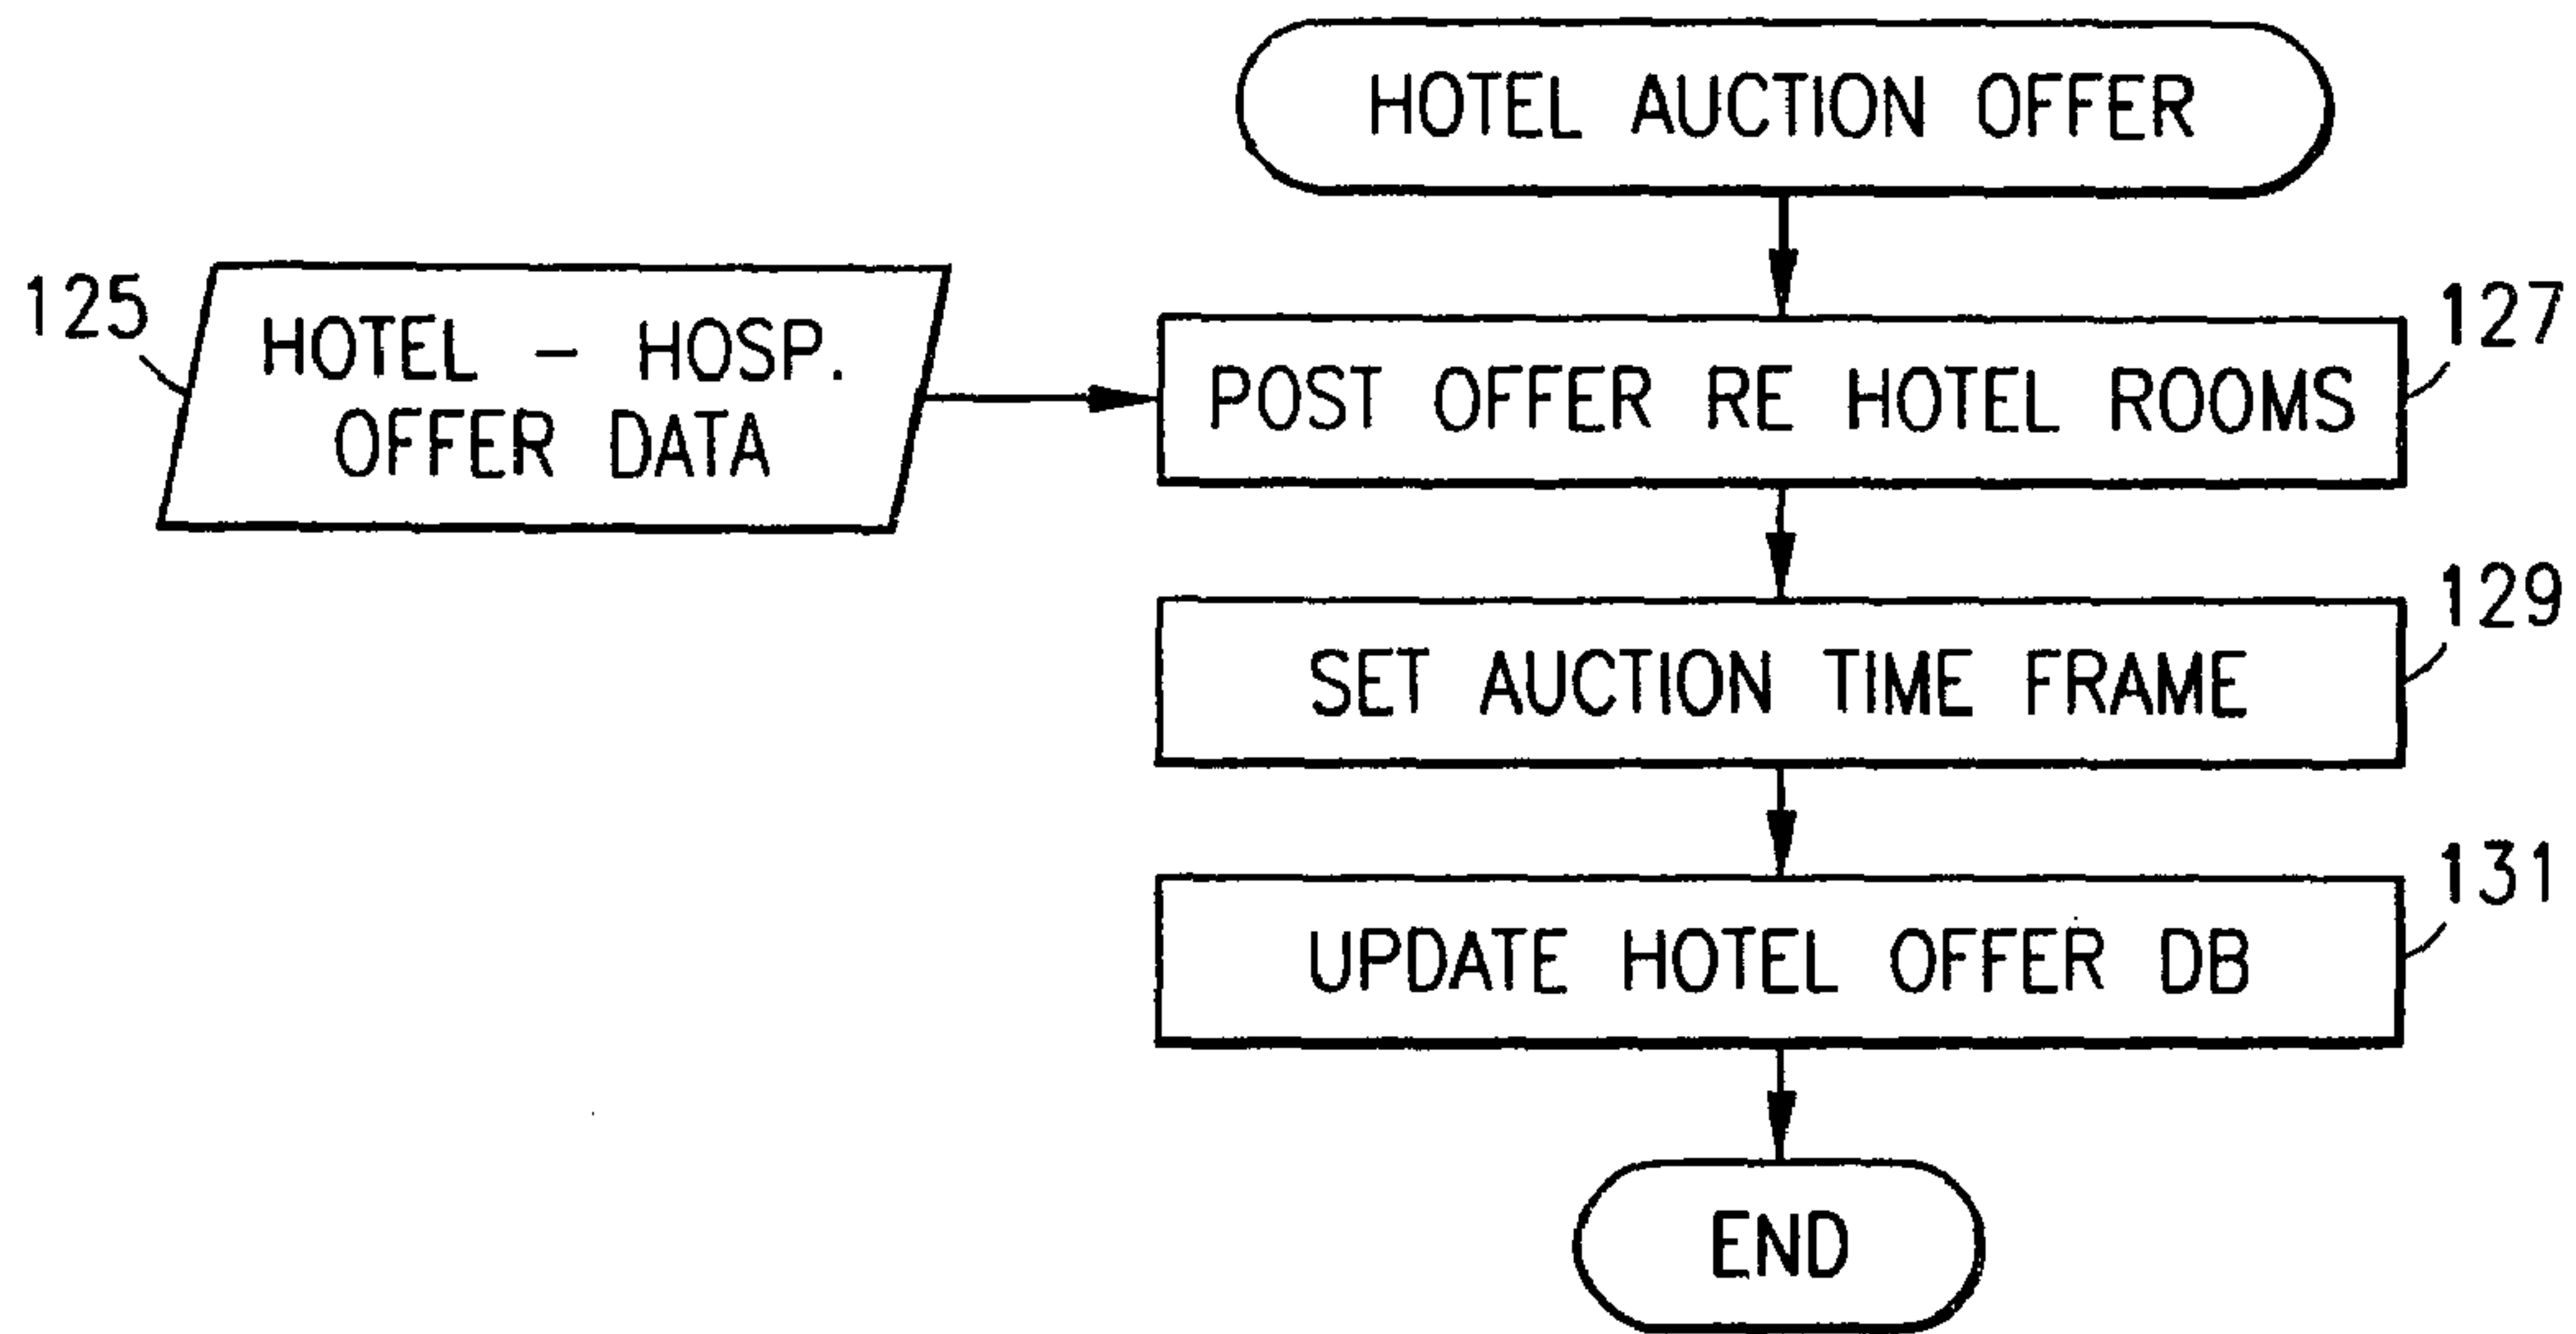 HOTEL AUCTION OFFER
125
HOTEL – HOSP.
OFFER DATA
127
POST OFFER RE HOTEL ROOMS
129
SET AUCTION TIME FRAME
131
UPDATE HOTEL OFFER DB
END